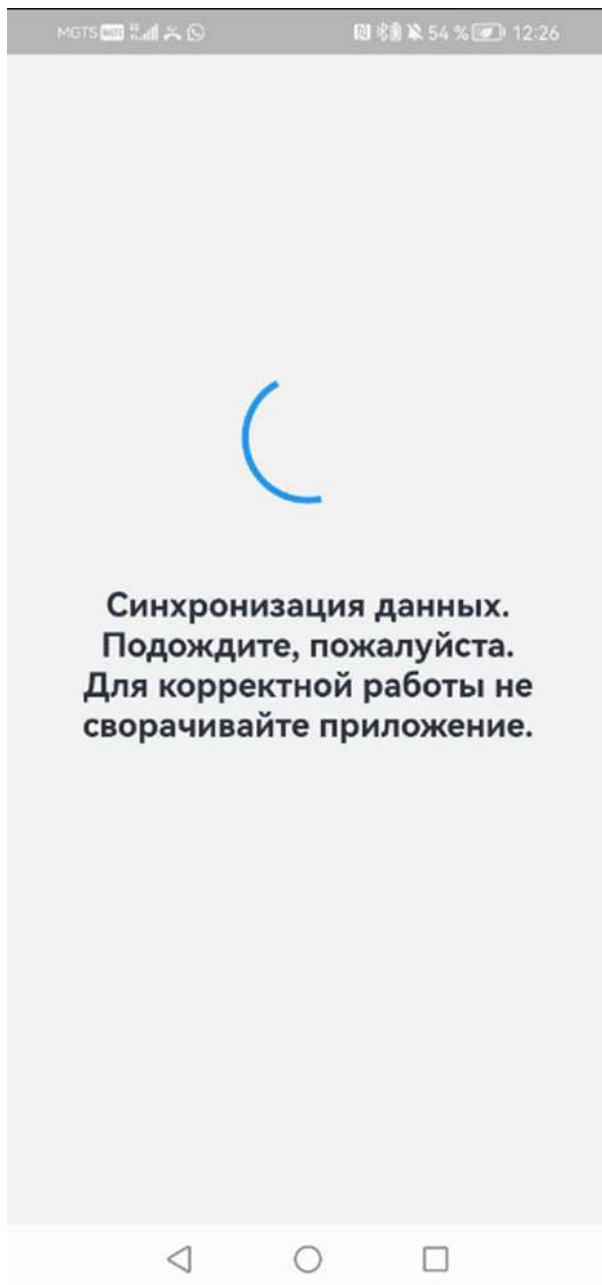 MGTS 54 % 12:26
Синхронизация данных.
Подождите, пожалуйста.
Для корректной работы не
сворачивайте приложение.